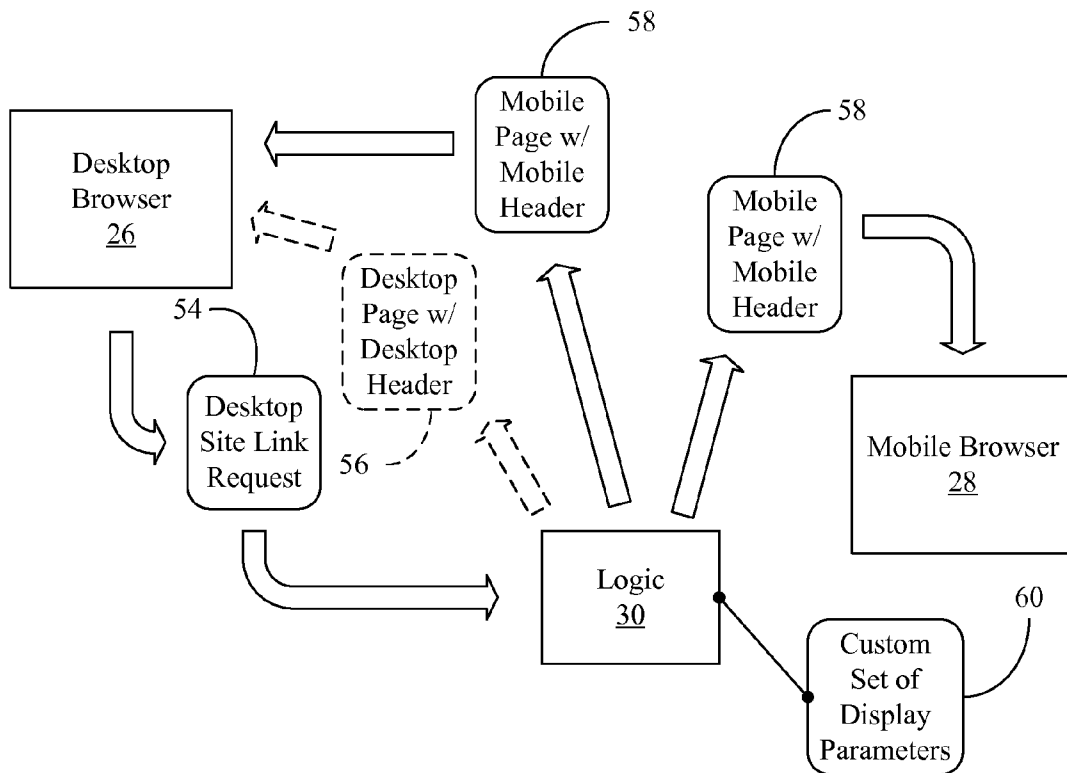 58
Mobile
Page w/
Mobile
Header
58
Mobile
Page w/
Mobile
Header
Desktop
Browser
26
Desktop
Page w/
Desktop
Header
54
56
Desktop
Site Link
Request
Mobile Browser
28
Logic
30
60
Custom
Set of
Display
Parameters